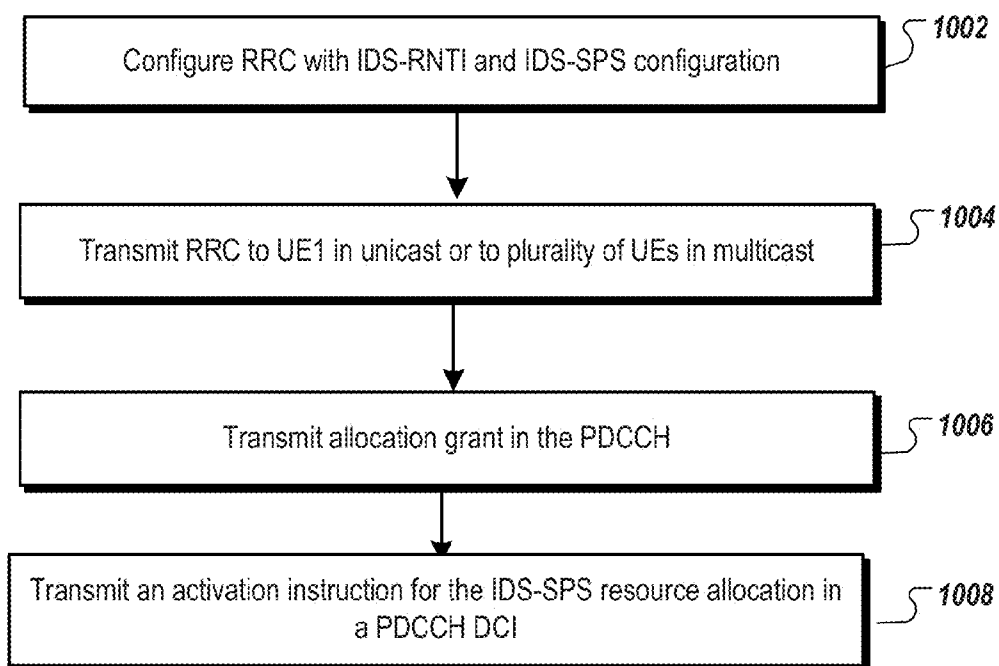 1002
Configure RRC with IDS-RNTI and IDS-SPS configuration
1004
Transmit RRC to UE1 in unicast or to plurality of UEs in multicast
1006
Transmit allocation grant in the PDCCH
Transmit an activation instruction for the IDS-SPS resource allocation in
a PDCCH DCI
1008